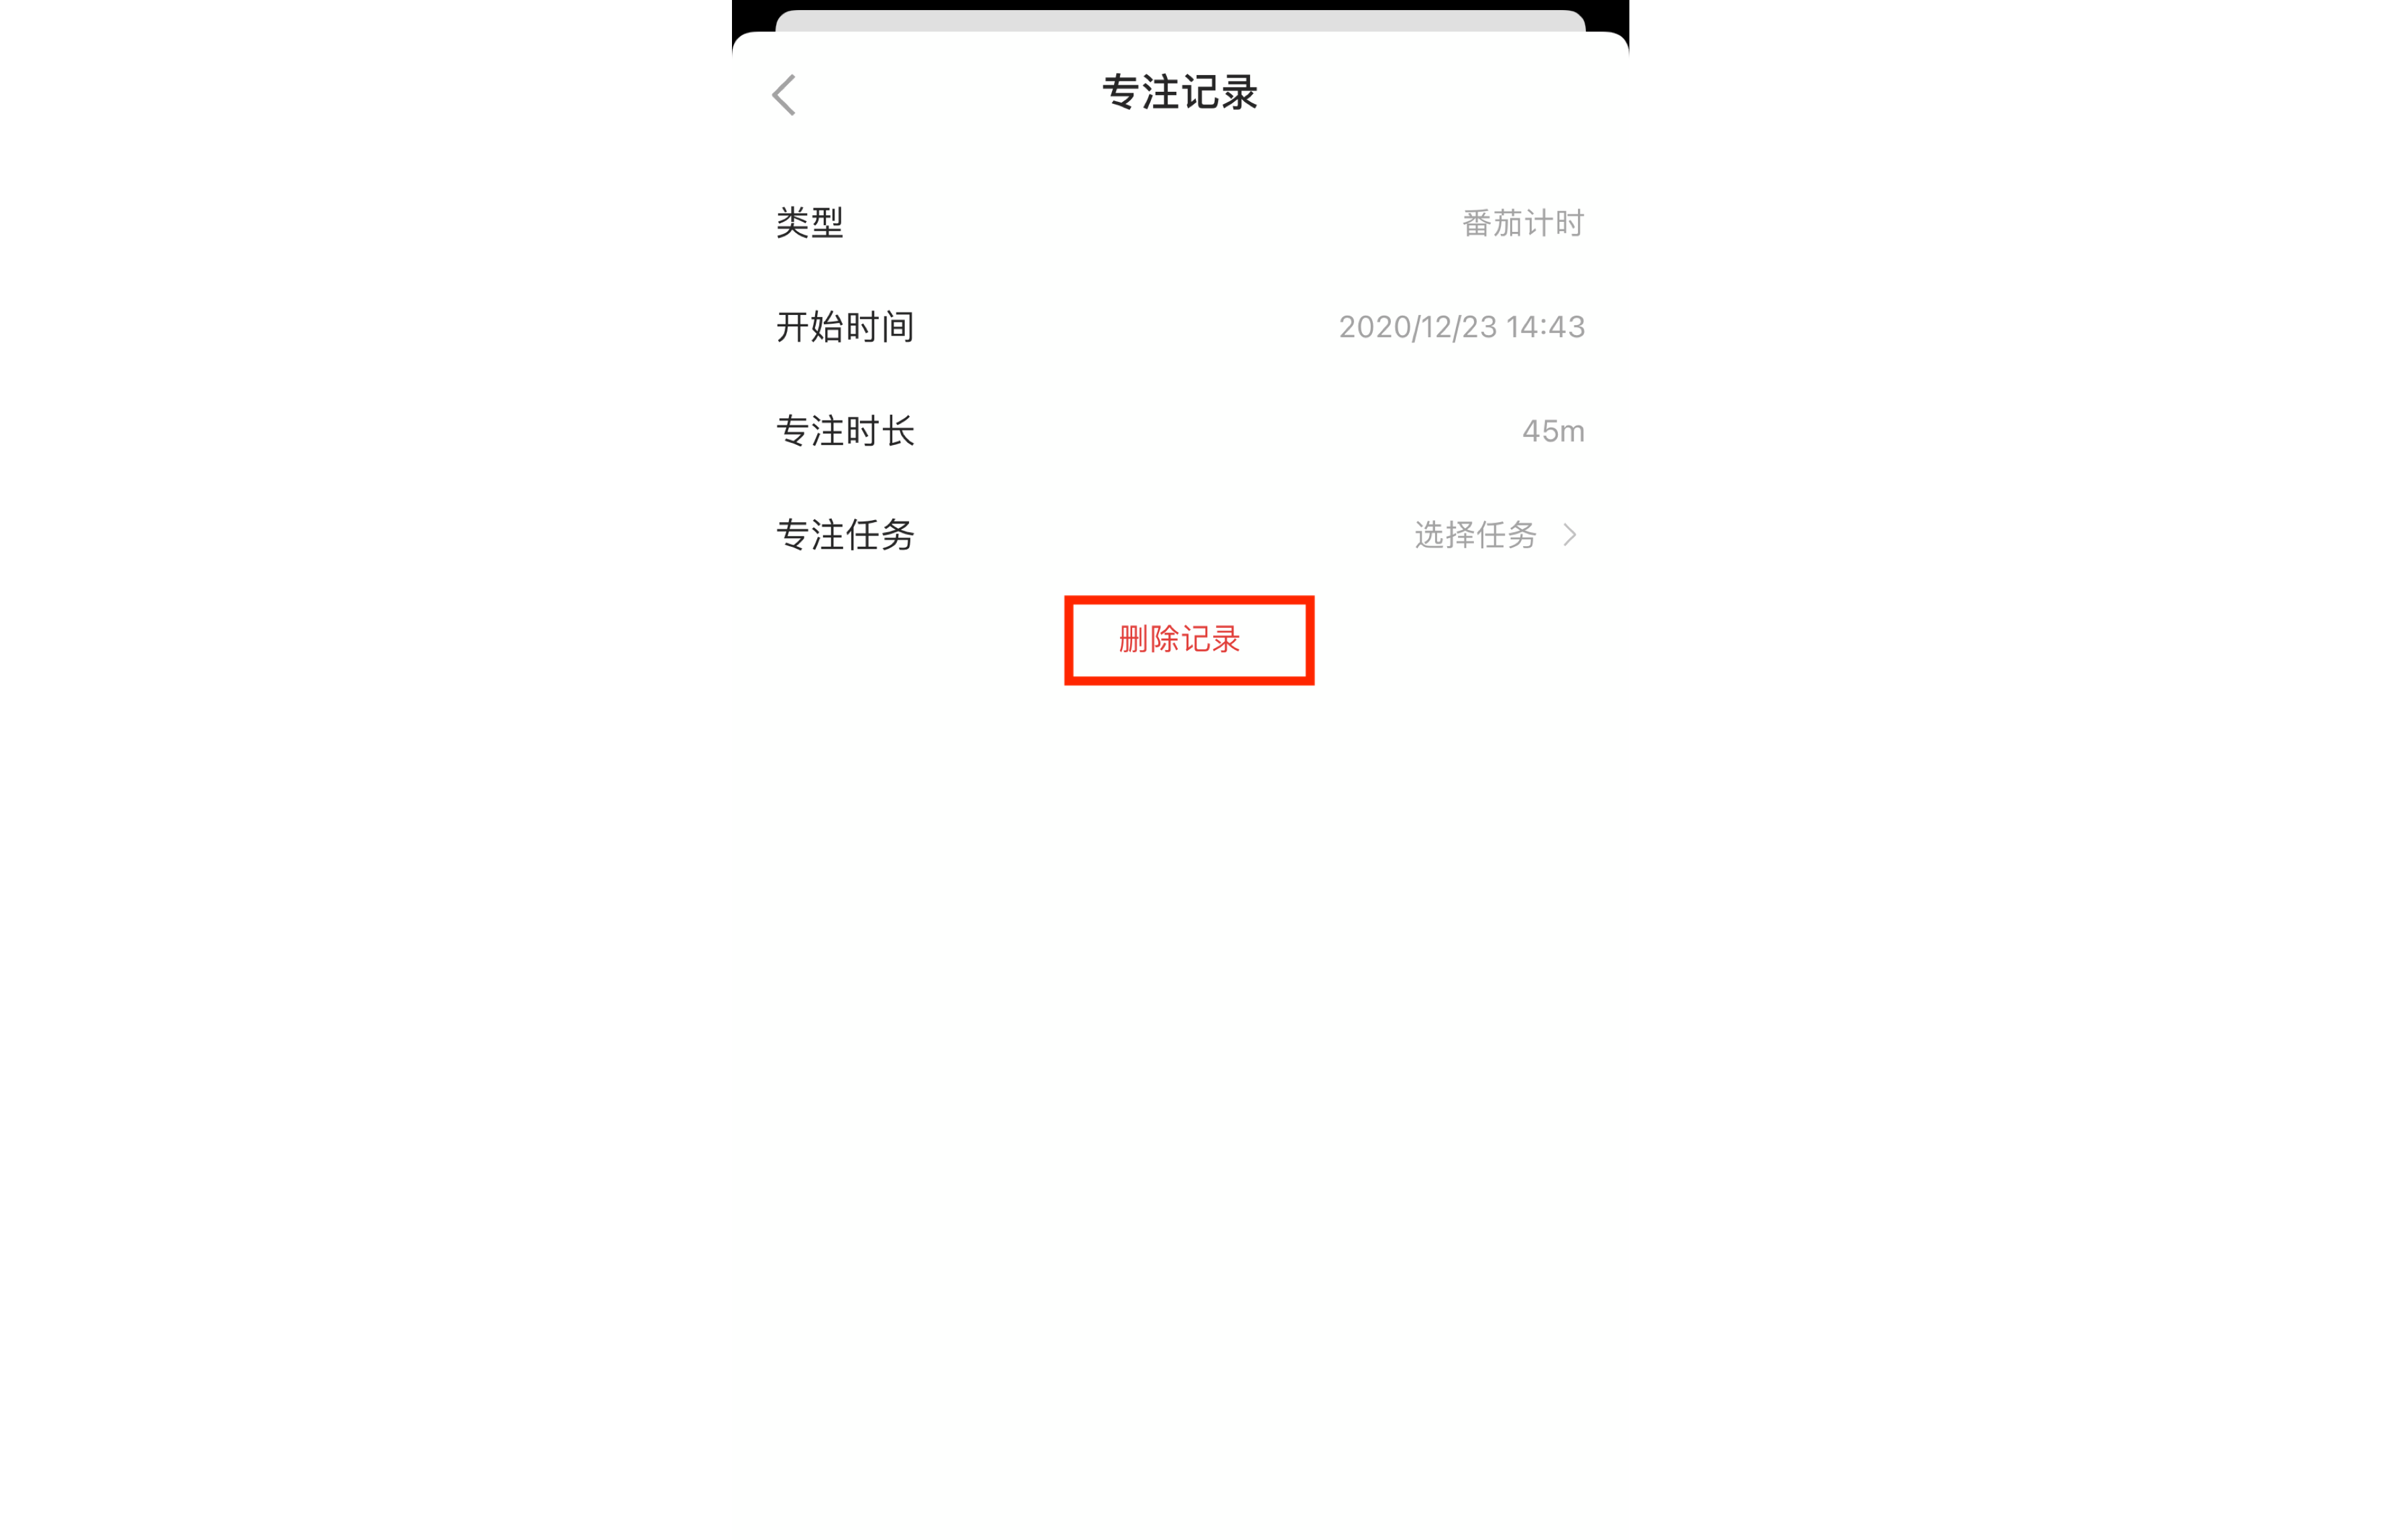 专注记录
类型 番茄计时
开始时间 2020/12/23 14:43
专注时长 45m
专注任务 选择任务
删除记录